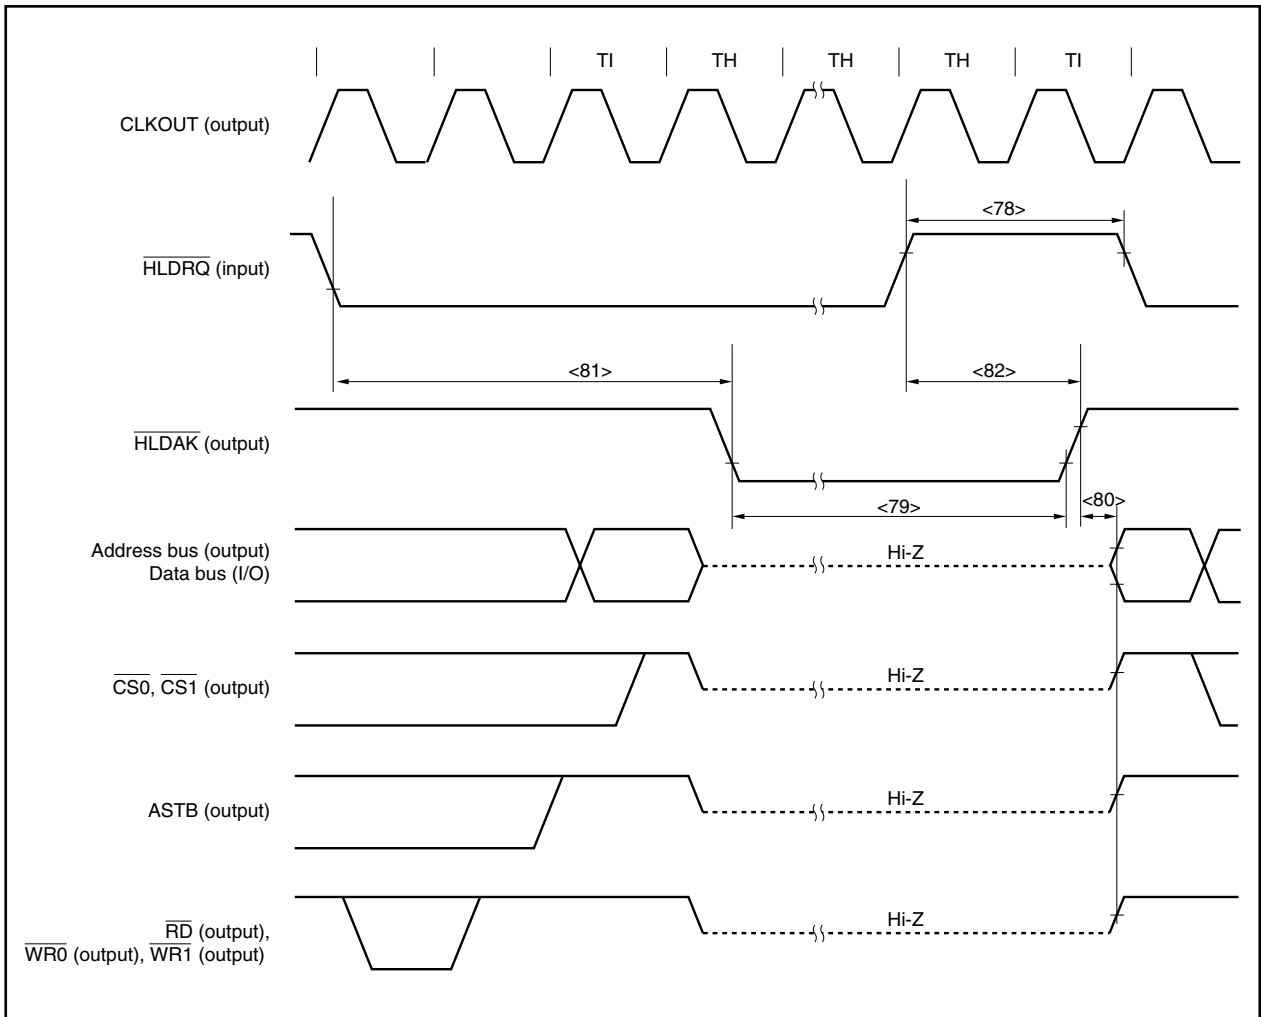 TI TH TH TH TI
CLKOUT (output)
<78>
HLDRQ (input)
<81> <82>
HLDAK (output)
<79> <80>
Address bus (output)
Data bus (I/O)
Hi-Z
CS0, CS1 (output)
Hi-Z
ASTB (output)
Hi-Z
RD (output),
WR0 (output), WR1 (output)
Hi-Z